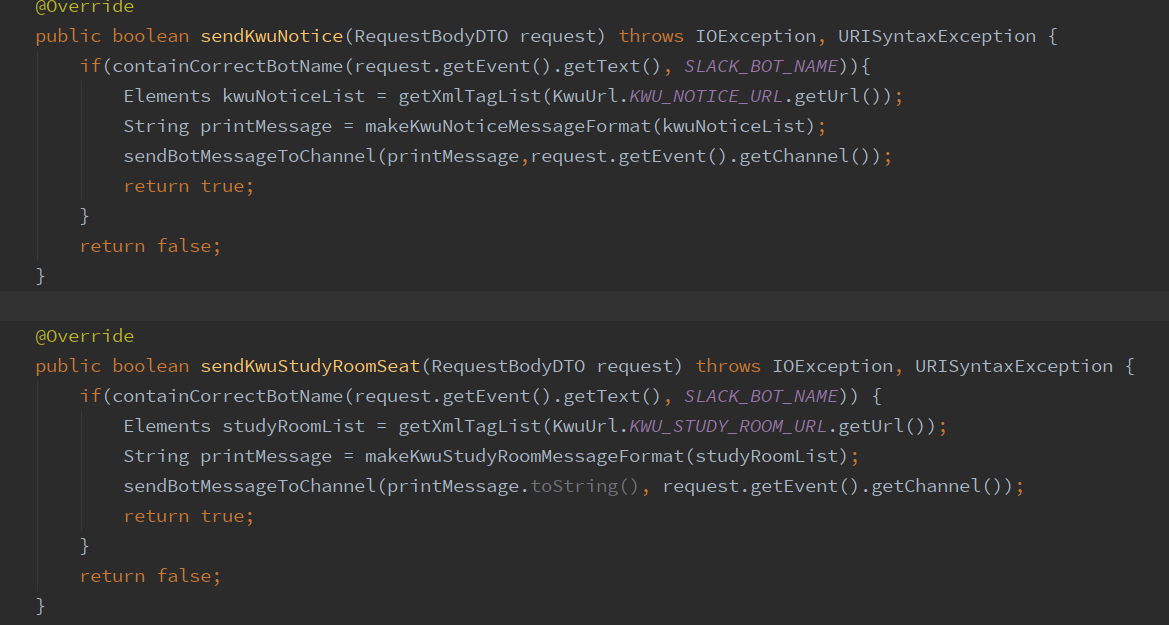 @Override
public boolean sendKwuNotice(RequestBodyDTO request) throws IOException, URISyntaxException {
if(containCorrectBotName(request.getEvent().getText(), SLACK_BOT_NAME)){
Elements kwuNoticeList = getXmlTagList(KwuUrl.KWU_NOTICE_URL.getUrl());
String printMessage = makeKwuNoticeMessageFormat(kwuNoticeList);
sendBotMessageToChannel(printMessage,request.getEvent().getChannel());
return true;
}
return false;
}
@Override
public boolean sendKwuStudyRoomSeat(RequestBodyDTO request) throws IOException, URISyntaxException {
if(containCorrectBotName(request.getEvent().getText(), SLACK_BOT_NAME)) {
Elements studyRoomList = getXmlTagList(KwuUrl.KWU_STUDY_ROOM_URL.getUrl());
String printMessage = makeKwuStudyRoomMessageFormat(studyRoomList);
sendBotMessageToChannel(printMessage.toString(), request.getEvent().getChannel());
return true;
}
return false;
}